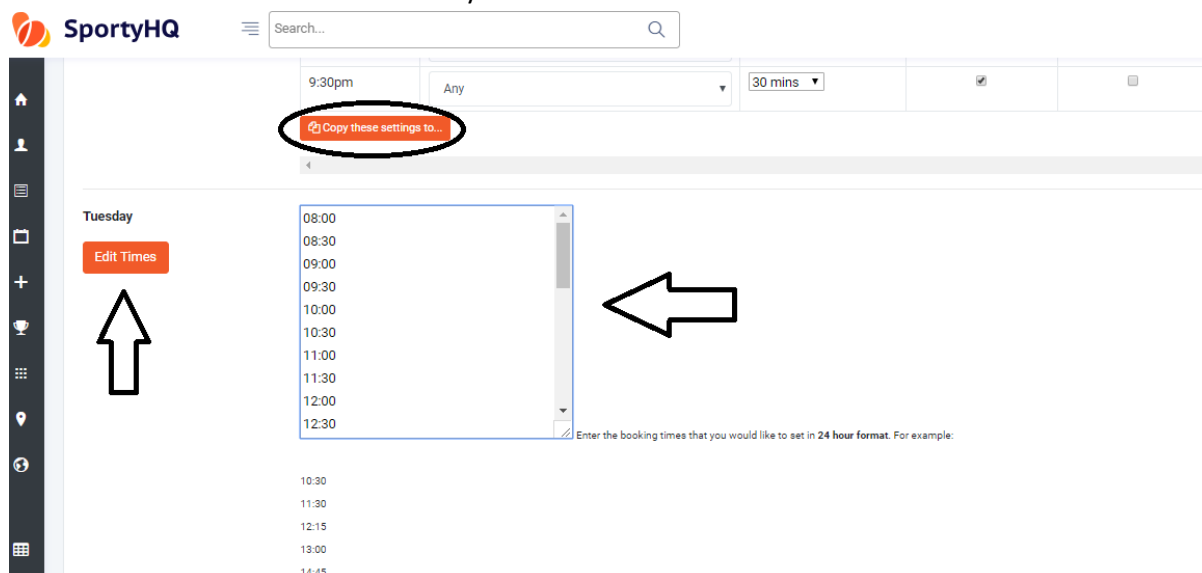 SportyHQ
Search...
9:30pm Any 30 mins
Copy these settings to...
Tuesday
Edit Times
08:00
08:30
09:00
09:30
10:00
10:30
11:00
11:30
12:00
12:30
Enter the booking times that you would like to set in 24 hour format. For example:
10:30
11:30
12:15
13:00
14:45